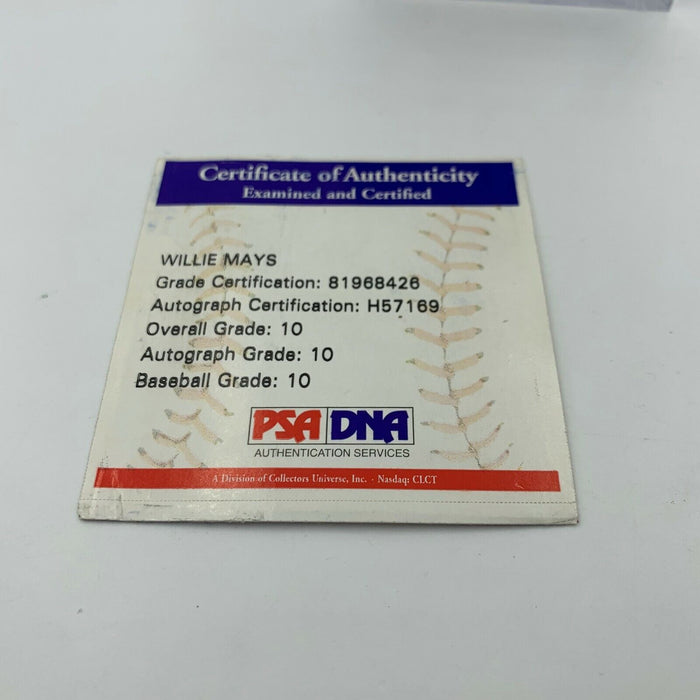 Certificate of Authenticity
Examined and Certified
WILLIE MAYS
Grade Certification: 81968426
Autograph Certification: H57169
Overall Grade: 10
Autograph Grade: 10
Baseball Grade: 10
PSA DNA
AUTHENTICATION SERVICES
A Division of Collectors Universe, Inc. · Nasdaq: CLCT